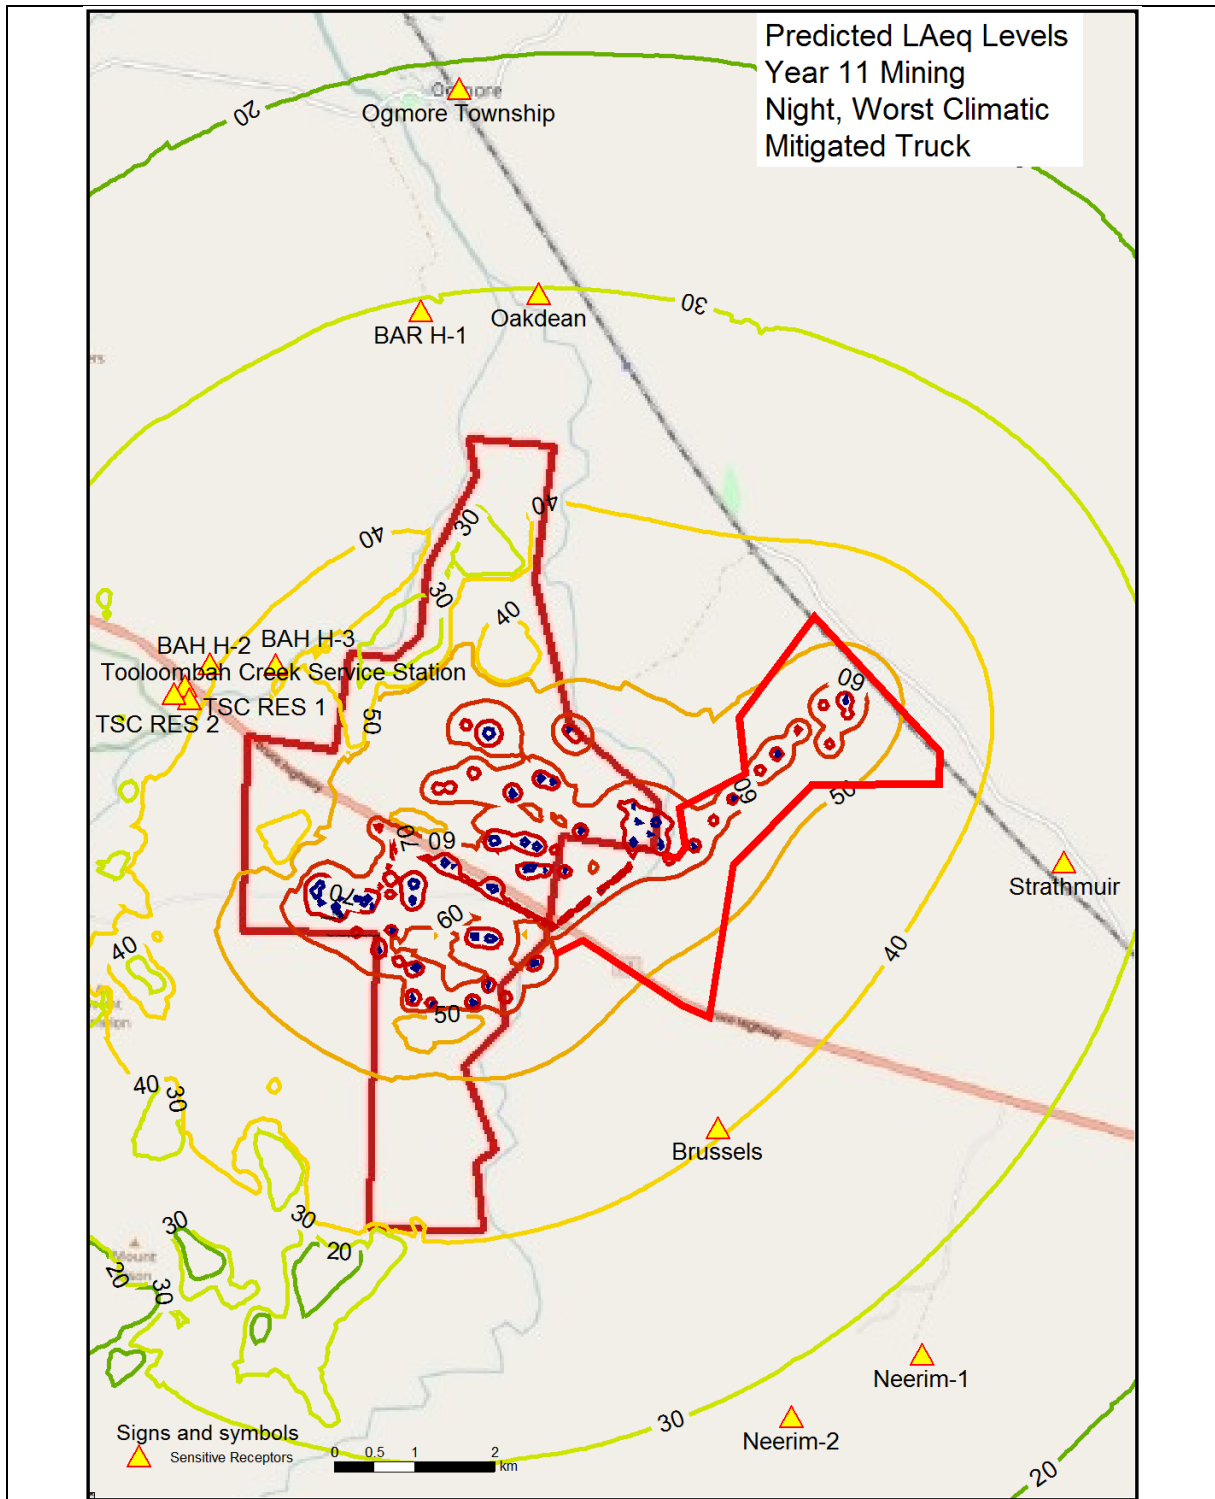 Predicted LAeq Levels
Year 11 Mining
Night, Worst Climatic
Mitigated Truck
20
Ogmore Township
30
BAR H-1
Oakdean
40
30
40
30
40
BAH H-2
BAH H-3
Tooloombah Creek Service Station
TSC RES 1
TSC RES 2
50
60
Bruce Highway
60
50
70
60
70
Strathmuir
60
40
40
50
40
30
Brussels
30
30
20
Mount
20
30
Neerim-1
30
Neerim-2
20
Signs and symbols
Sensitive Receptors
0 0.5 1 2
km